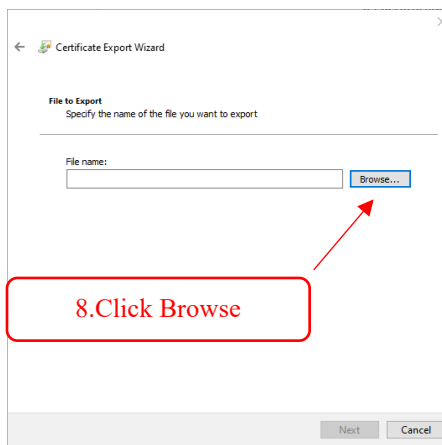 Certificate Export Wizard
File to Export
Specify the name of the file you want to export
File name:
Browse...
8.Click Browse
Next Cancel